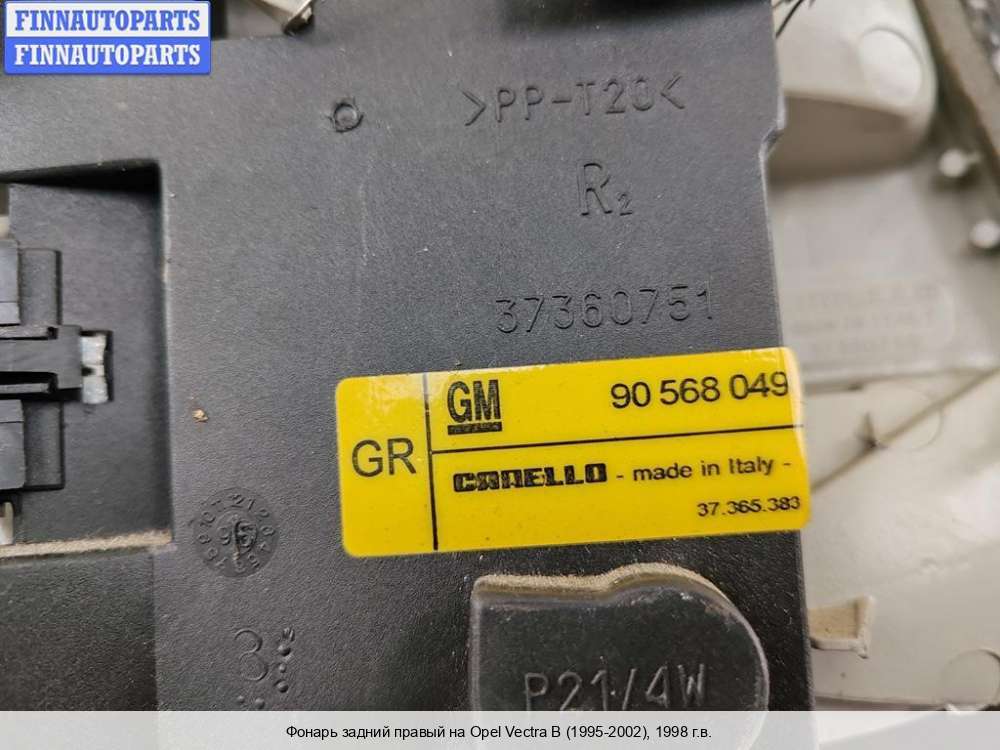 FINNAUTOPARTS
FINNAUTOPARTS
>PP-T20<
R2
37360751
GR
GM
90 568 049
CARELLO - made in Italy -
37.365.383
3
P21/4W
Фонарь задний правый на Opel Vectra B (1995-2002), 1998 г.в.